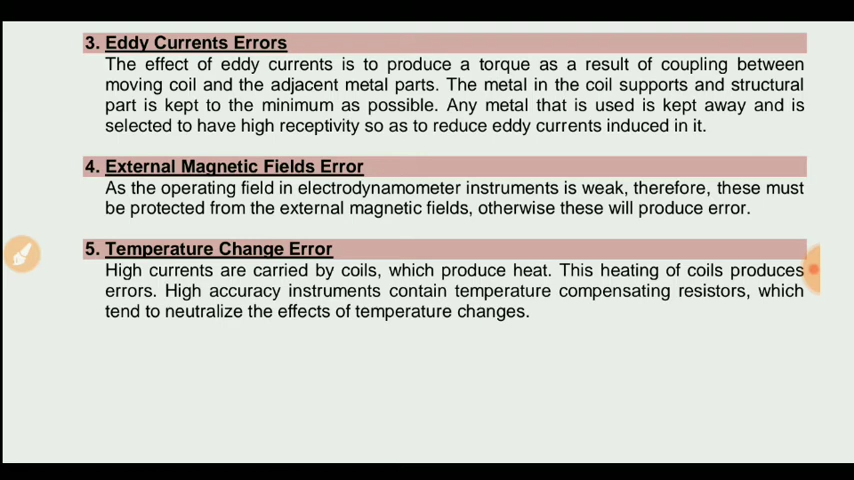 3. Eddy Currents Errors
The effect of eddy currents is to produce a torque as a result of coupling between
moving coil and the adjacent metal parts. The metal in the coil supports and structural
part is kept to the minimum as possible. Any metal that is used is kept away and is
selected to have high receptivity so as to reduce eddy currents induced in it.
4. External Magnetic Fields Error
As the operating field in electrodynamometer instruments is weak, therefore, these must
be protected from the external magnetic fields, otherwise these will produce error.
5. Temperature Change Error
High currents are carried by coils, which produce heat. This heating of coils produces
errors. High accuracy instruments contain temperature compensating resistors, which
tend to neutralize the effects of temperature changes.